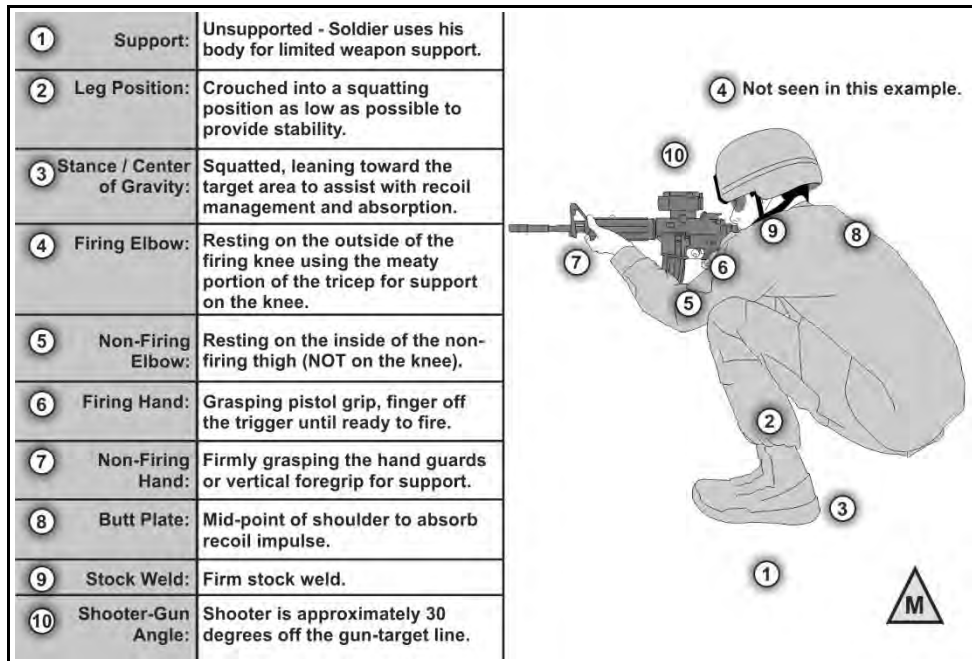 1 Support: Unsupported - Soldier uses his
body for limited weapon support.
2 Leg Position: Crouched into a squatting
position as low as possible to
provide stability.
3 Stance / Center
of Gravity: Squatted, leaning toward the
target area to assist with recoil
management and absorption.
4 Firing Elbow: Resting on the outside of the
firing knee using the meaty
portion of the tricep for support
on the knee.
5 Non-Firing
Elbow: Resting on the inside of the non-
firing thigh (NOT on the knee).
6 Firing Hand: Grasping pistol grip, finger off
the trigger until ready to fire.
7 Non-Firing
Hand: Firmly grasping the hand guards
or vertical foregrip for support.
8 Butt Plate: Mid-point of shoulder to absorb
recoil impulse.
9 Stock Weld: Firm stock weld.
10 Shooter-Gun
Angle: Shooter is approximately 30
degrees off the gun-target line.
4 Not seen in this example.
10
9
8
7
6
5
2
3
1
M